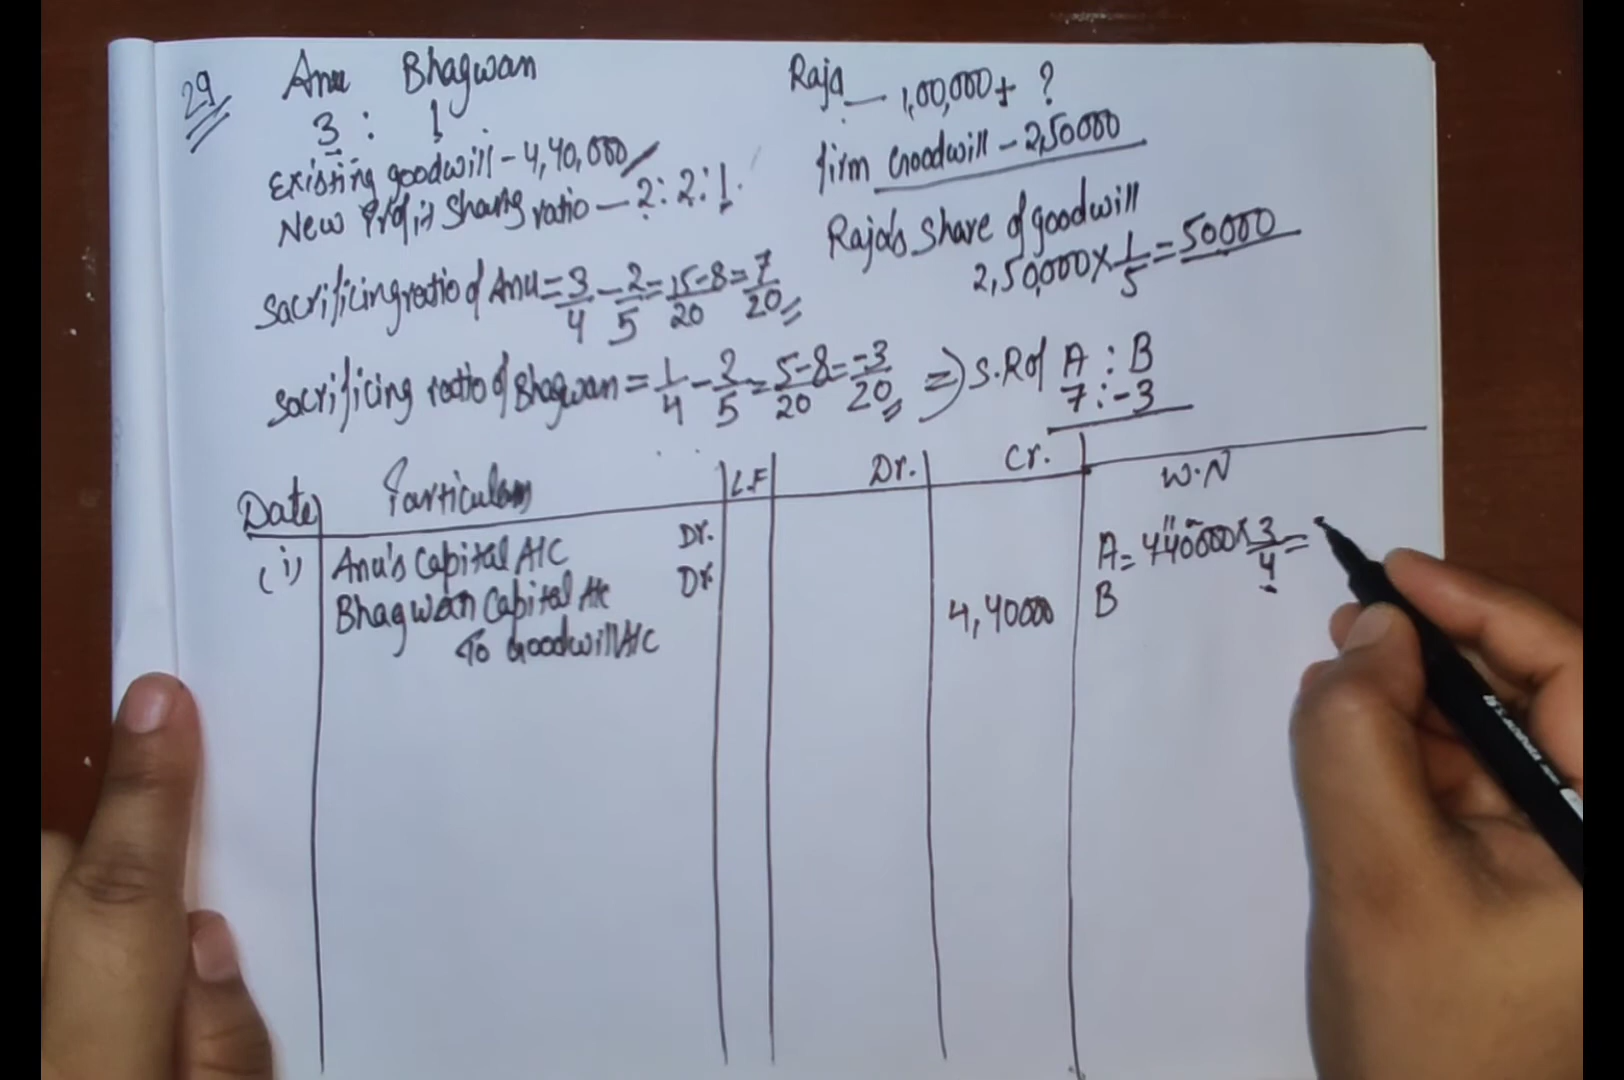 29
Anu Bhagwan
3 : 1
Existing goodwill - 4,40,000
New Profit Sharing ratio - 2:2:1.
Raja - 1,00,000 + ?
firm Goodwill - 2,50000
Raja's Share of goodwill
2,50,000 × 1/5 = 50000
Sacrificing ratio of Anu = 3/4 - 2/5 = 15-8/20 = 7/20
Sacrificing ratio of Bhagwan = 1/4 - 2/5 = 5-8/20 = -3/20 => S.R of A : B
7 : -3
Date Particulars L.F Dr. Cr. W.N
(i) Anu's Capital A/C Dr.
Bhagwan Capital A/c Dr.
To Goodwill A/C 4,40000
A = 440000 × 3/4 =
B